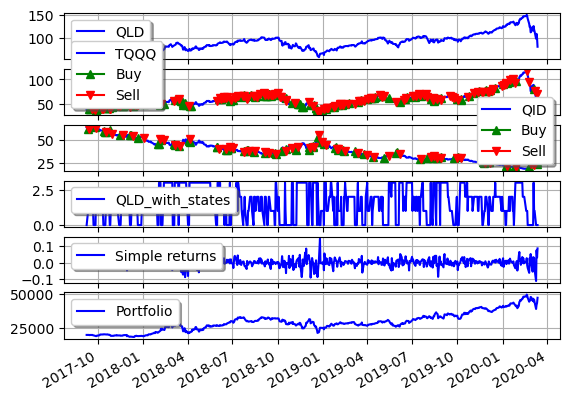 150
100
QLD
TQQQ
Buy
Sell
100
50
QID
Buy
Sell
50
25
2.5
0.0
QLD_with_states
0.1
0.0
-0.1
Simple returns
50000
25000
Portfolio
2017-10
2018-01
2018-04
2018-07
2018-10
2019-01
2019-04
2019-07
2019-10
2020-01
2020-04